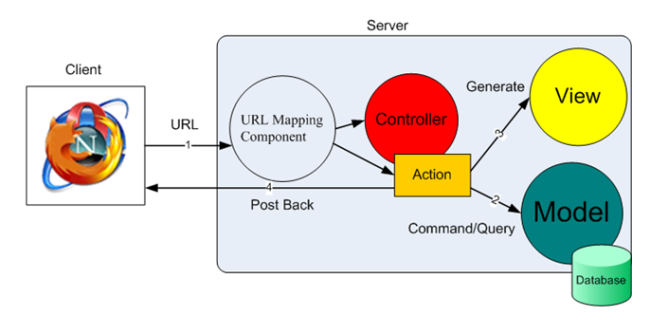 Server
Client
URL
1
N
URL Mapping
Component
Controller
Action
Generate
View
3
2
Command/Query
Model
Database
4
Post Back